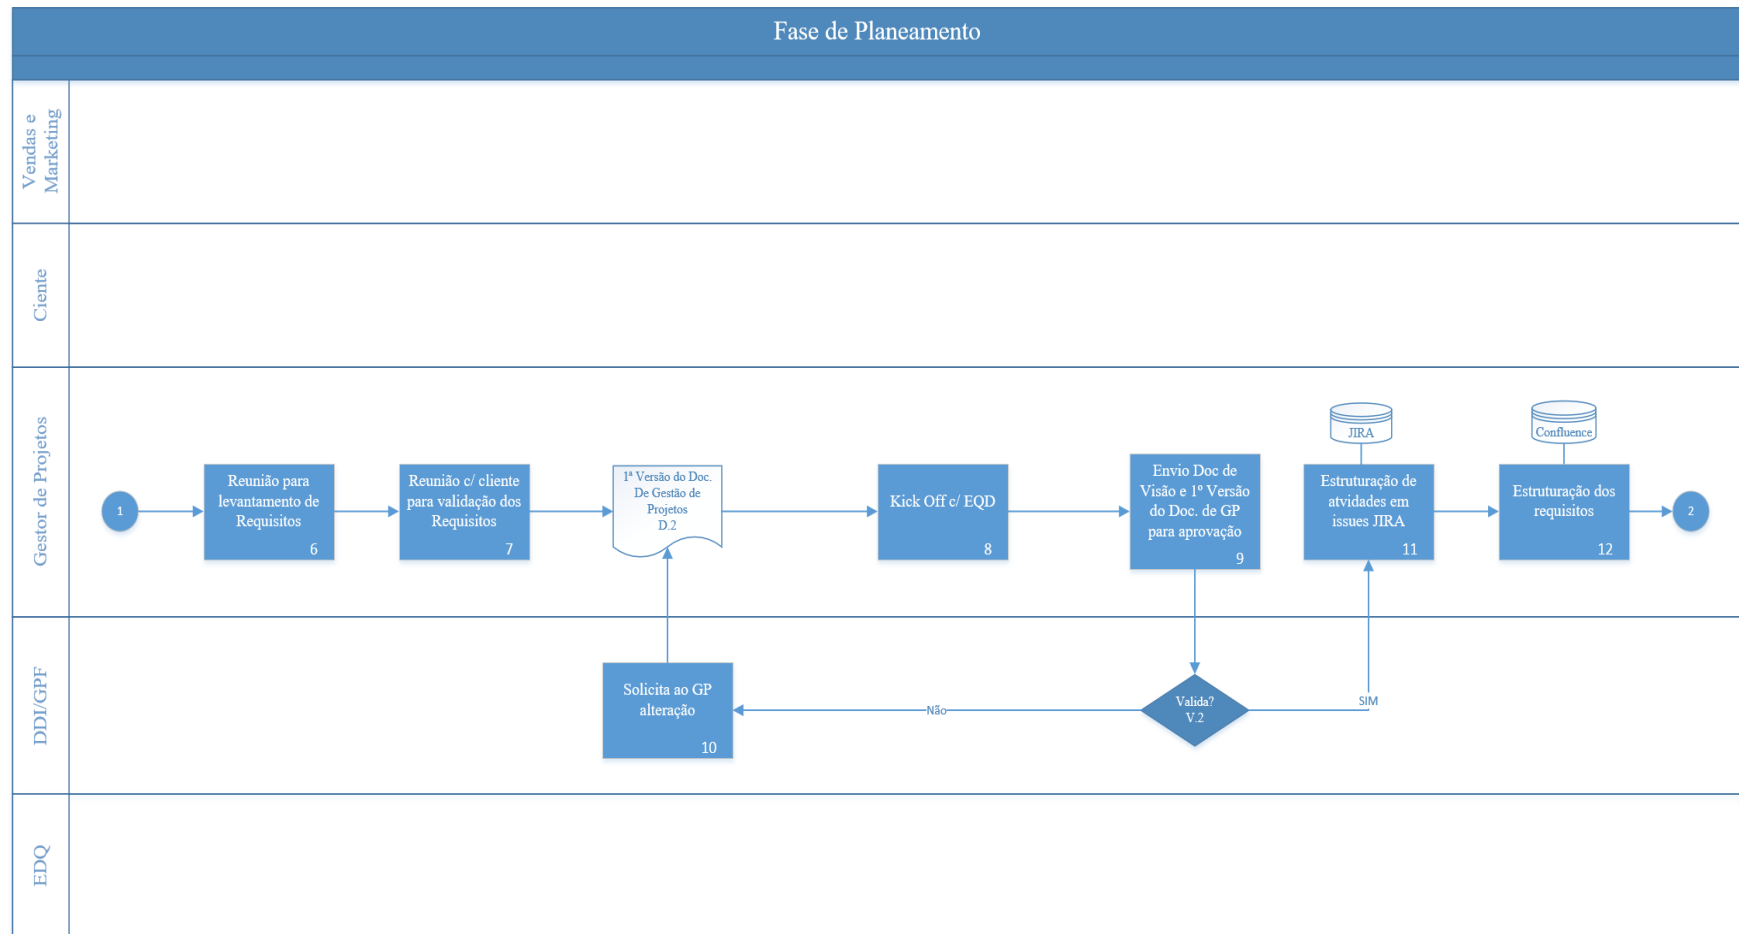 Fase de Planeamento
Vendas e
Marketing
Ciente
Gestor de Projetos
1
Reunião para
levantamento de
Requisitos
6
Reunião c/ cliente
para validação dos
Requisitos
7
1ª Versão do Doc.
De Gestão de
Projetos
D.2
Kick Off c/ EQD
8
Envio Doc de
Visão e 1º Versão
do Doc. de GP
para aprovação
9
JIRA
Estruturação de
atvidades em
issues JIRA
11
Confluence
Estruturação dos
requisitos
12
2
DDI/GPF
Solicita ao GP
alteração
10
Não
Valida?
V.2
SIM
EDQ